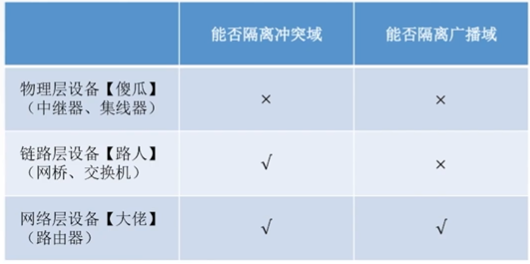 能否隔离冲突域 能否隔离广播域
物理层设备【傻瓜】
（中继器、集线器） × ×
链路层设备【路人】
（网桥、交换机） √ ×
网络层设备【大佬】
（路由器） √ √